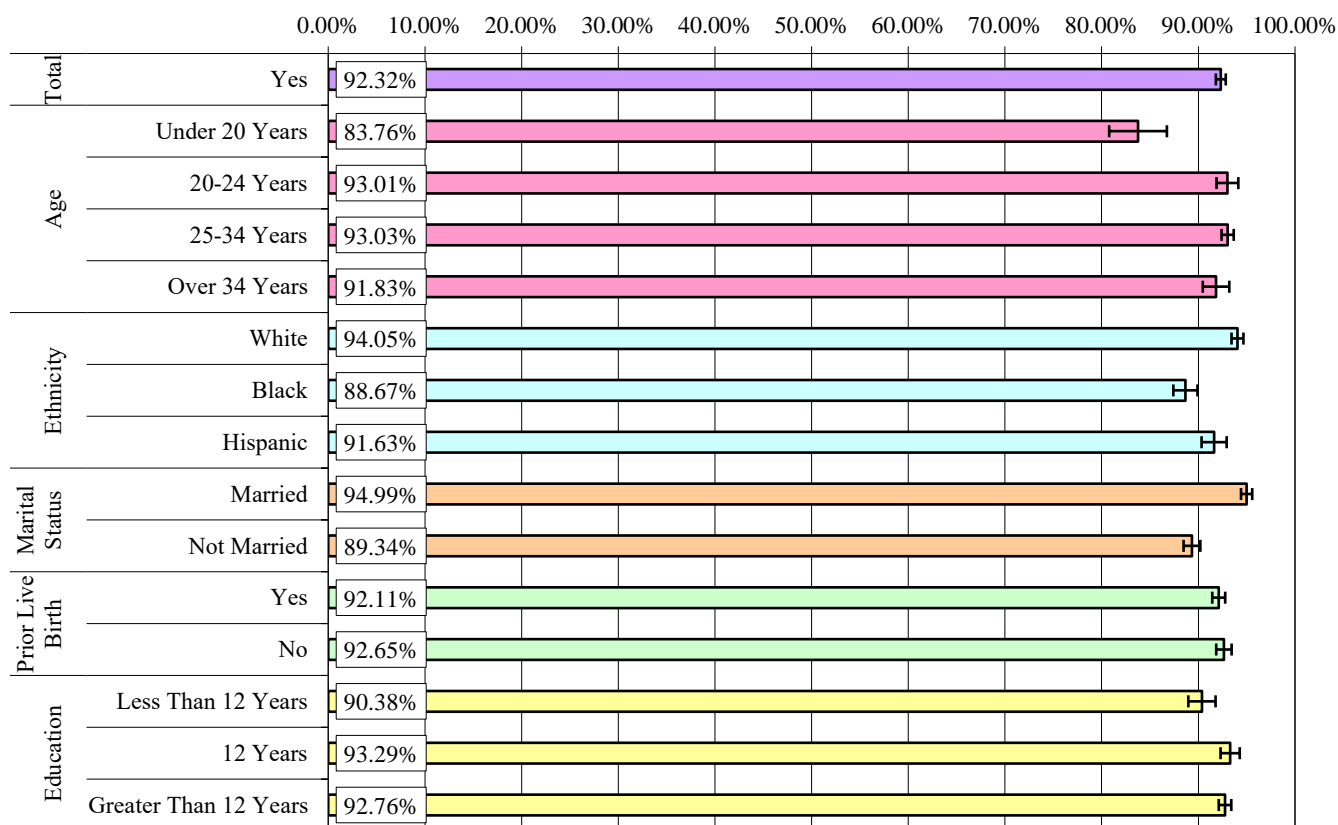 0.00% 10.00% 20.00% 30.00% 40.00% 50.00% 60.00% 70.00% 80.00% 90.00% 100.00%
Total
Yes 92.32%
Age
Under 20 Years 83.76%
20-24 Years 93.01%
25-34 Years 93.03%
Over 34 Years 91.83%
Ethnicity
White 94.05%
Black 88.67%
Hispanic 91.63%
Marital
Status
Married 94.99%
Not Married 89.34%
Prior Live
Birth
Yes 92.11%
No 92.65%
Education
Less Than 12 Years 90.38%
12 Years 93.29%
Greater Than 12 Years 92.76%